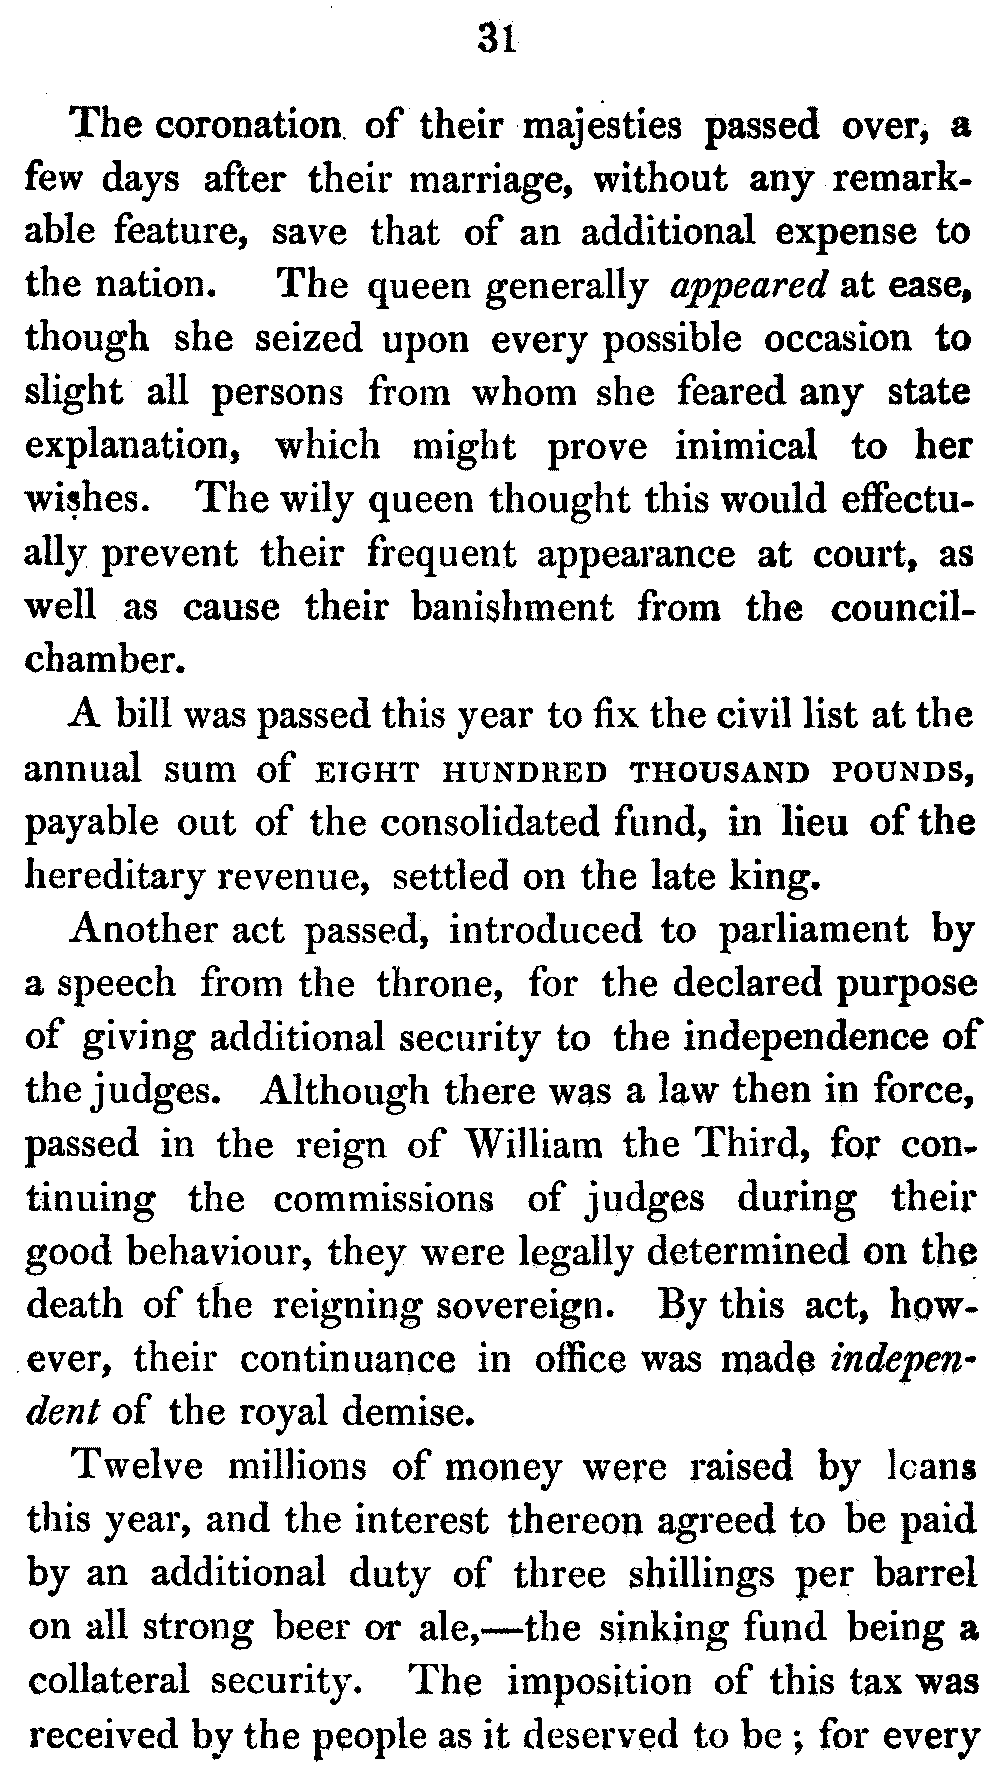 31
The coronation of their majesties passed over, a
few days after their marriage, without any remark-
able feature, save that of an additional expense to
the nation. The queen generally appeared at ease,
though she seized upon every possible occasion to
slight all persons from whom she feared any state
explanation, which might prove inimical to her
wishes. The wily queen thought this would effectu-
ally prevent their frequent appearance at court, as
well as cause their banishment from the council-
chamber.
A bill was passed this year to fix the civil list at the
annual sum of EIGHT HUNDRED THOUSAND POUNDS,
payable out of the consolidated fund, in lieu of the
hereditary revenue, settled on the late king.
Another act passed, introduced to parliament by
a speech from the throne, for the declared purpose
of giving additional security to the independence of
the judges. Although there was a law then in force,
passed in the reign of William the Third, for con-
tinuing the commissions of judges during their
good behaviour, they were legally determined on the
death of the reigning sovereign. By this act, how-
ever, their continuance in office was made indepen-
dent of the royal demise.
Twelve millions of money were raised by loans
this year, and the interest thereon agreed to be paid
by an additional duty of three shillings per barrel
on all strong beer or ale,—the sinking fund being a
collateral security. The imposition of this tax was
received by the people as it deserved to be ; for every